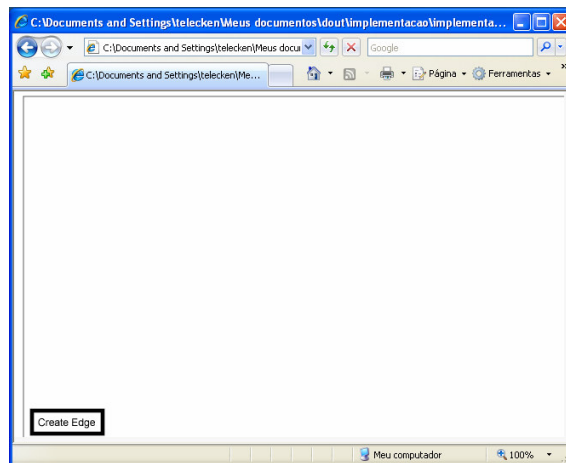 C:\Documents and Settings\telecken\Meus documentos\dout\implementacao\implementa...
C:\Documents and Settings\telecken\Meus docu
Google
C:\Documents and Settings\telecken\Me...
Página
Ferramentas
Create Edge
Meu computador
100%